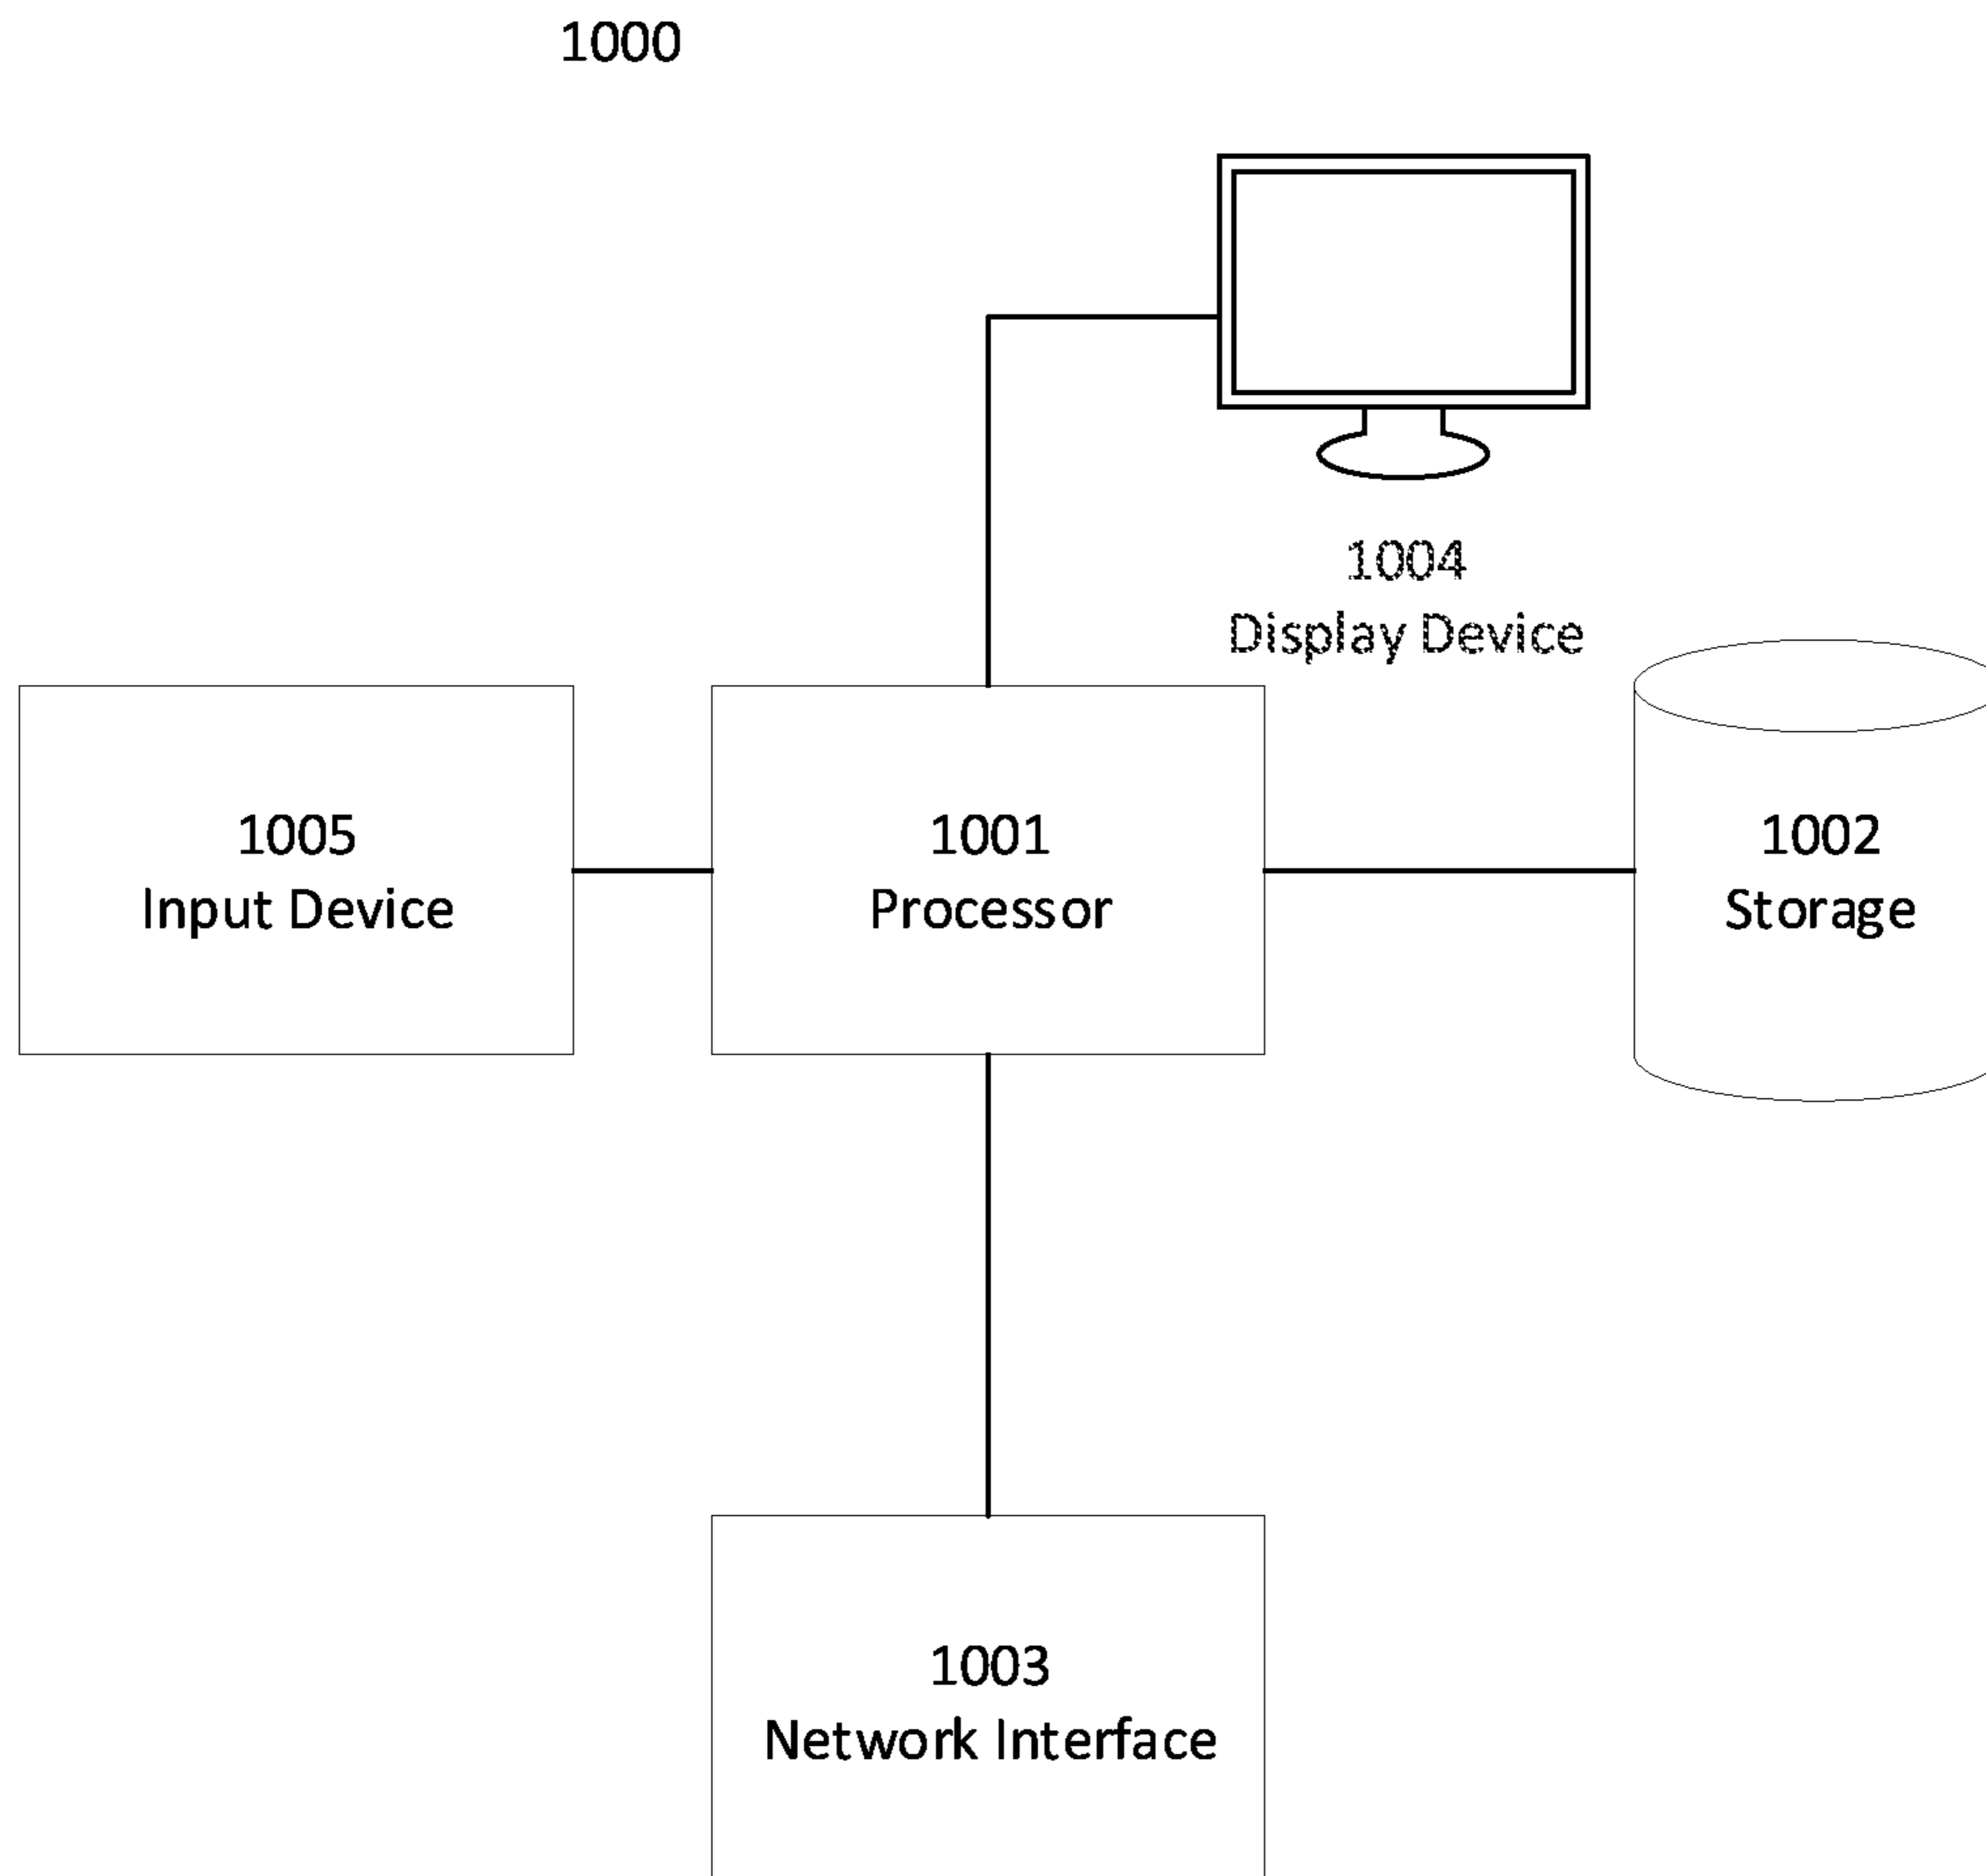 1000
1004
Display Device
1005
Input Device
1001
Processor
1002
Storage
1003
Network Interface